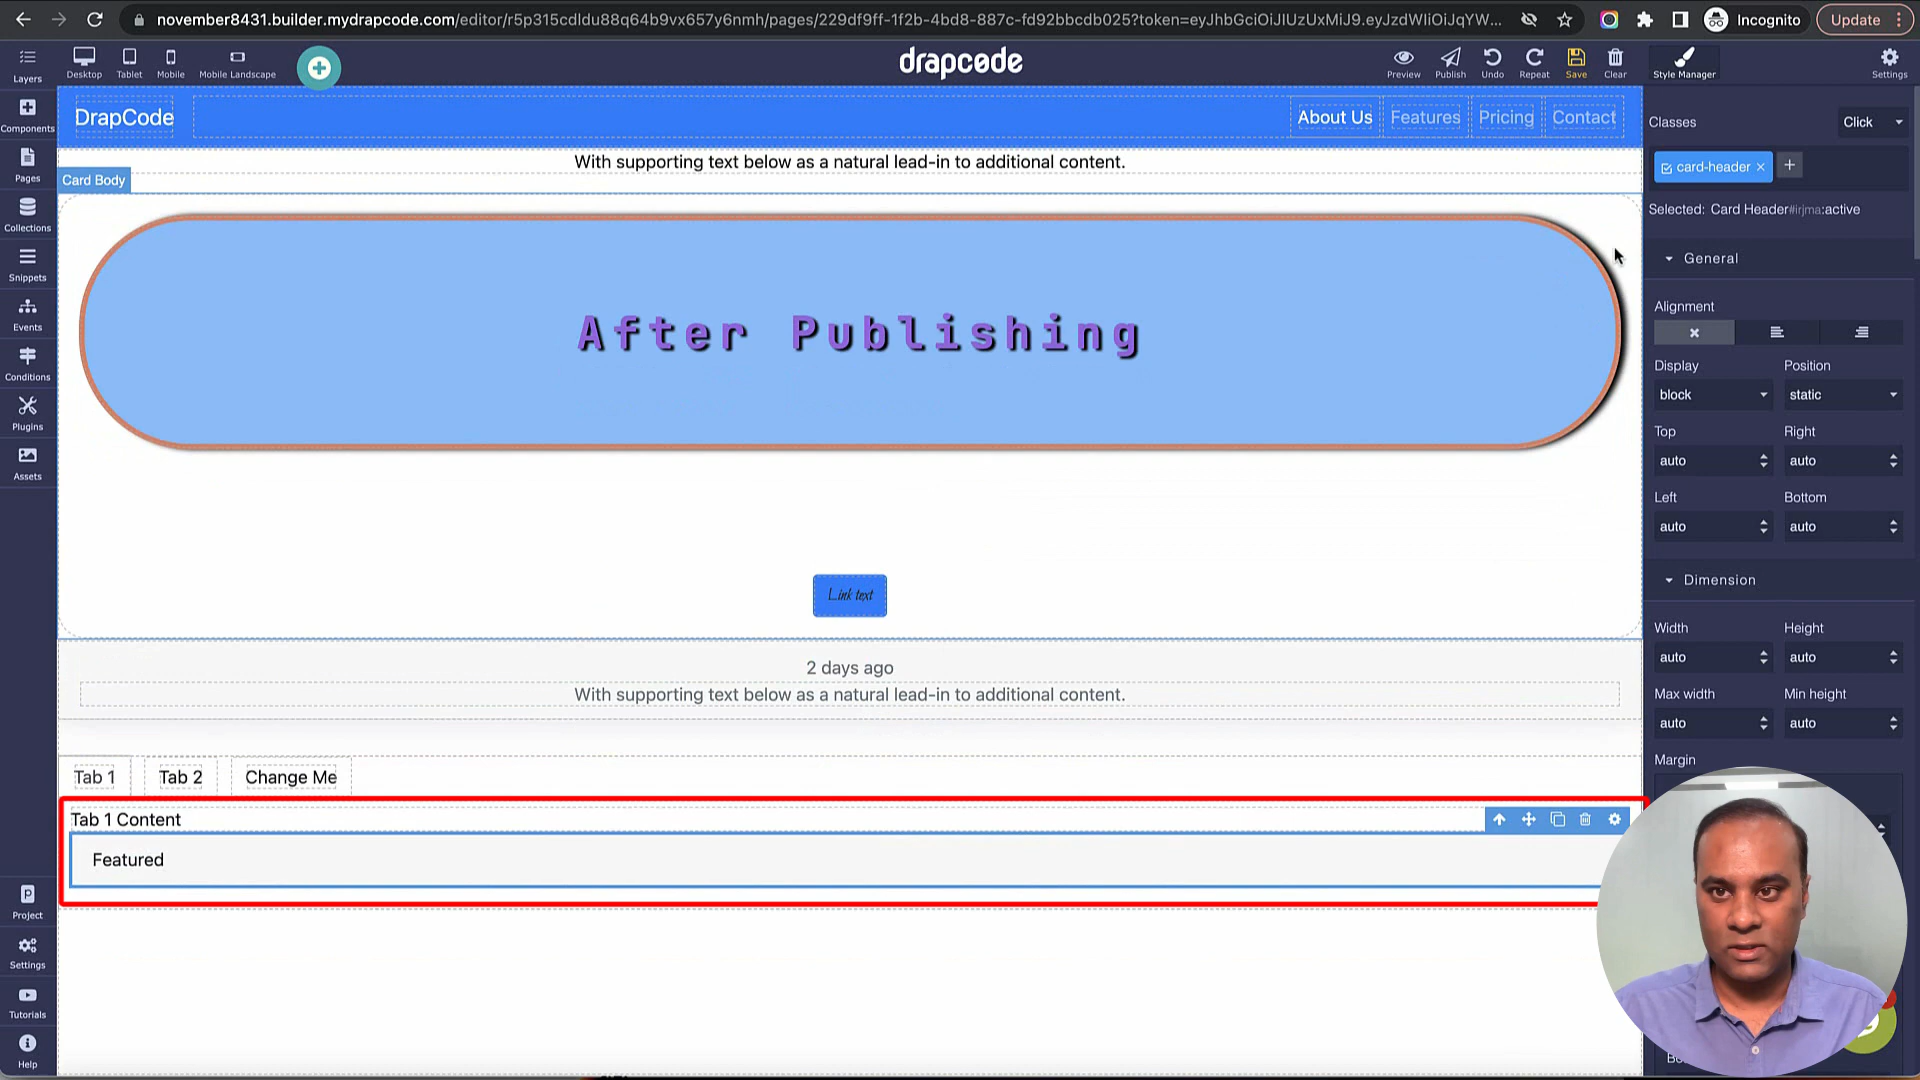 november8431.builder.mydrapcode.com/editor/r5p315cdldu88q64b9vx657y6nmh/pages/229df9ff-1f2b-4bd8-887c-fd92bbcdb025?token=eyJhbGciOiJIUzUxMiJ9.eyJzdWIiOiJqYW...
Incognito
Update
Layers
Desktop
Tablet
Mobile
Mobile Landscape
drapcode
Preview
Publish
Undo
Repeat
Save
Clear
Style Manager
Settings
Components
Pages
Collections
Snippets
Events
Conditions
Plugins
Assets
Project
Settings
Tutorials
Help
DrapCode
About Us
Features
Pricing
Contact
With supporting text below as a natural lead-in to additional content.
Card Body
After Publishing
Link text
2 days ago
With supporting text below as a natural lead-in to additional content.
Tab 1
Tab 2
Change Me
Tab 1 Content
Featured
Classes
Click
card-header
Selected: Card Header#irjma:active
General
Alignment
Display
Position
block
static
Top
Right
auto
auto
Left
Bottom
auto
auto
Dimension
Width
Height
auto
auto
Max width
Min height
auto
auto
Margin